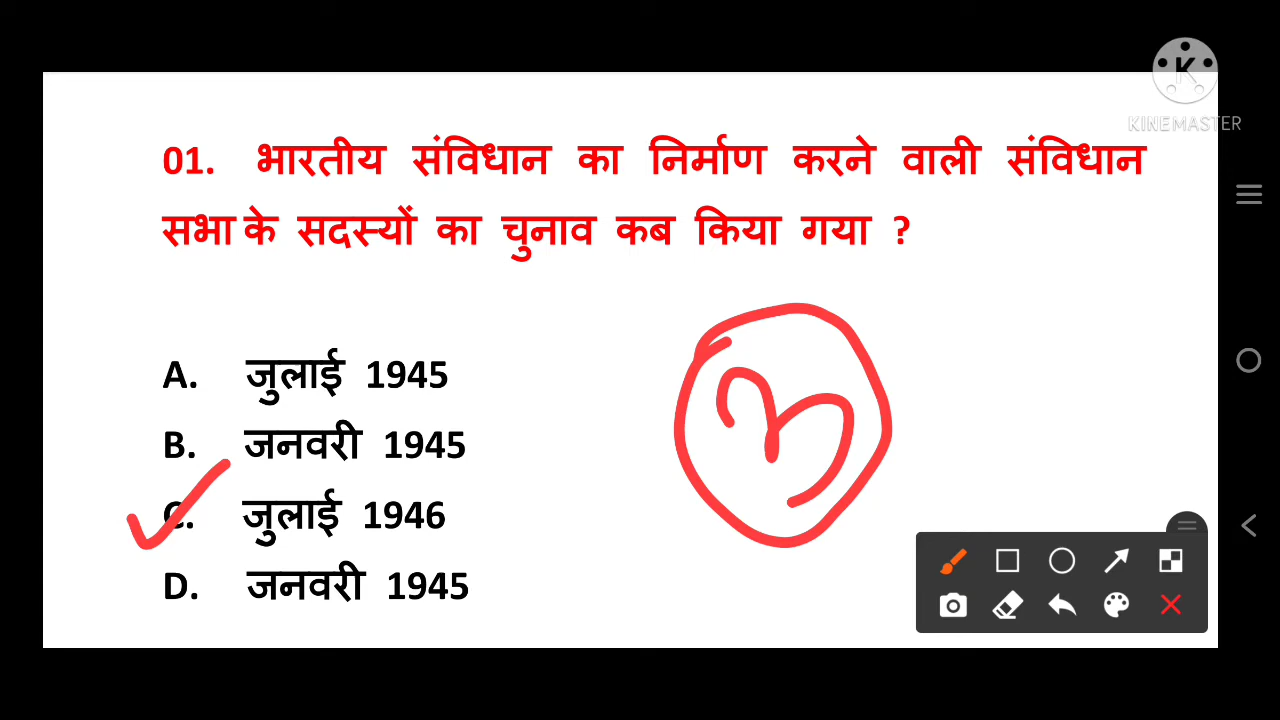 KINEMASTER
01. भारतीय संविधान का निर्माण करने वाली संविधान
सभा के सदस्यों का चुनाव कब किया गया ?
A. जुलाई 1945
B. जनवरी 1945
C. जुलाई 1946
D. जनवरी 1945